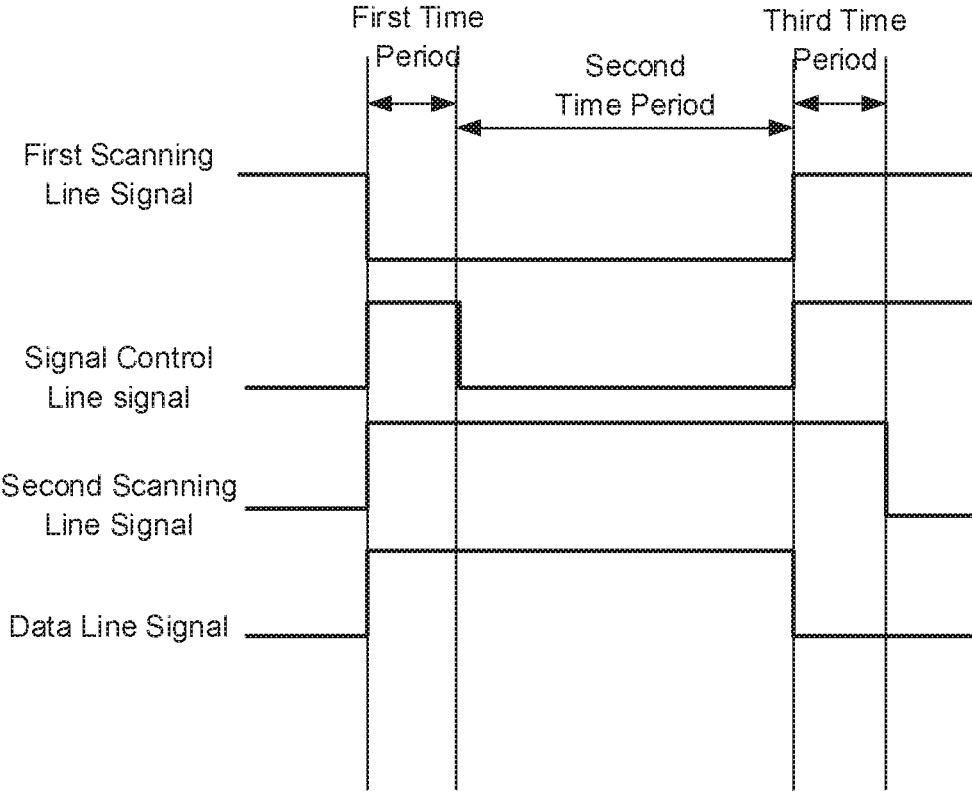 First Time
Period
Third Time
Period
Second
Time Period
First Scanning
Line Signal
Signal Control
Line signal
Second Scanning
Line Signal
Data Line Signal